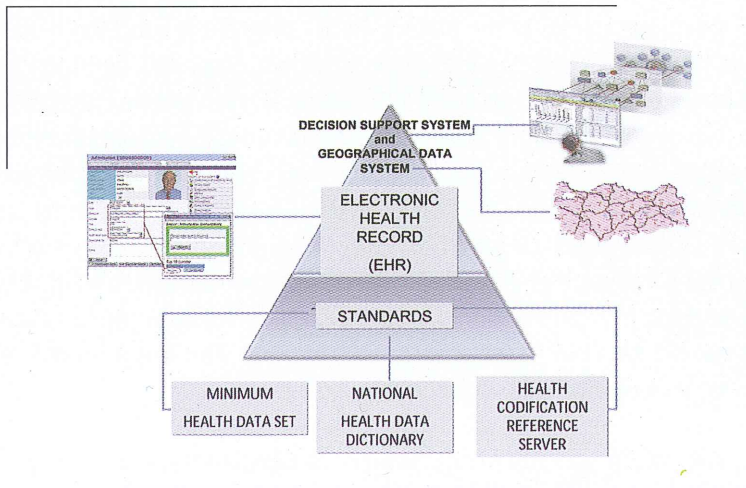 DECISION SUPPORT SYSTEM
and
GEOGRAPHICAL DATA
SYSTEM
ELECTRONIC
HEALTH
RECORD
(EHR)
STANDARDS
MINIMUM
HEALTH DATA SET
NATIONAL
HEALTH DATA
DICTIONARY
HEALTH
CODIFICATION
REFERENCE
SERVER